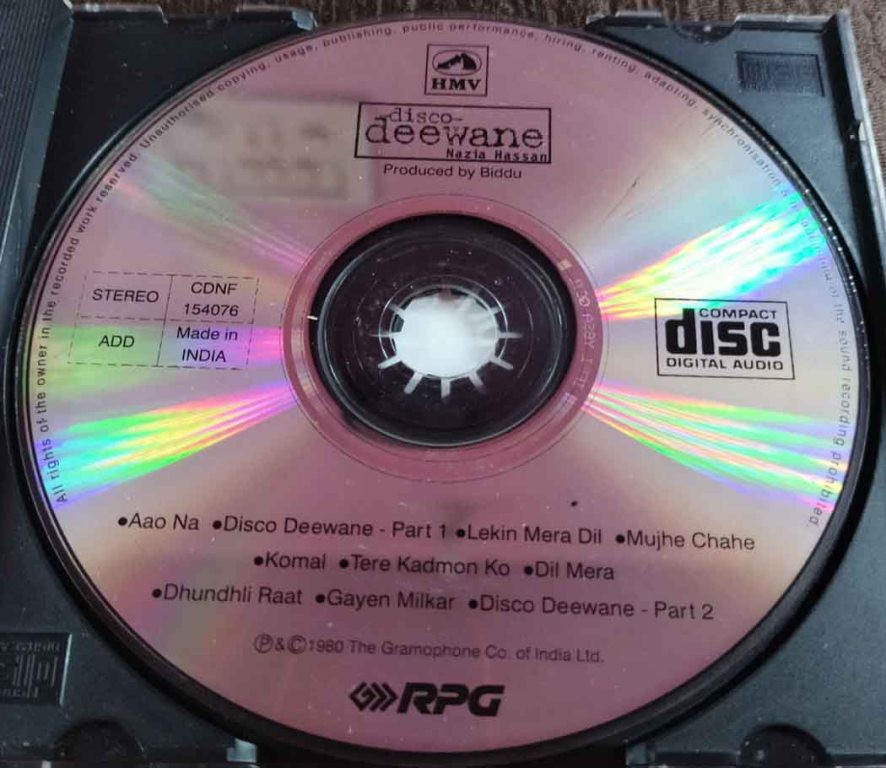 All rights of the owner in the recorded work reserved. Unauthorised copying, usage, publishing, public performance, hiring, renting, adapting, synchronisation & of the sound recording prohibited.
HMV
disco-
deewane
Nazia Hassan
Produced by Biddu
STEREO
CDNF
154076
ADD
Made in
INDIA
COMPACT
disc
DIGITAL AUDIO
•Aao Na •Disco Deewane - Part 1 •Lekin Mera Dil •Mujhe Chahe
•Komal •Tere Kadmon Ko •Dil Mera
•Dhundhli Raat •Gayen Milkar •Disco Deewane - Part 2
℗&©1980 The Gramophone Co. of India Ltd.
RPG